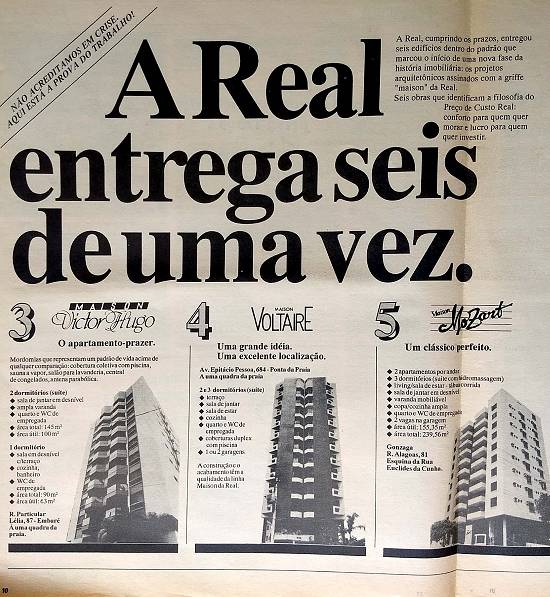 NÃO ACREDITAMOS EM CRISE.
AQUI ESTÁ A PROVA DO TRABALHO!
A Real
entrega seis
de uma vez.
A Real, cumprindo os prazos, entregou
seis edifícios dentro do padrão que
marcou o início de uma nova fase da
história imobiliária: os projetos
arquitetônicos assinados com a griffe
"maison" da Real.
Seis obras que identificam a filosofia do
Preço de Custo Real:
conforto para quem quer
morar e lucro para quem
quer investir.
3
MAISON
Victor Hugo
O apartamento-prazer.
Mordomias que representam um padrão de vida acima de
qualquer comparação: cobertura coletiva com piscina,
sauna a vapor, salão para lavanderia, central
de congelados, antena parabólica.
2 dormitórios (suíte)
◆ sala de jantar em desnível
◆ ampla varanda
◆ quarto e WC de
empregada
◆ área total: 145 m²
◆ área útil: 100 m²
1 dormitório
◆ sala em desnível
c/terraço
◆ cozinha,
banheiro
◆ WC de
empregada
◆ área total: 90 m²
◆ área útil: 63 m²
R. Particular
Lélia, 87 - Embaré
A uma quadra da
praia.
4
MAISON
VOLTAIRE
Uma grande idéia.
Uma excelente localização.
Av. Epitácio Pessoa, 684 - Ponta da Praia
A uma quadra da praia
2 e 3 dormitórios (suíte)
◆ terraço
◆ sala de jantar
◆ sala de estar
◆ cozinha
◆ quarto e WC de
empregada
◆ coberturas duplex
com piscina
◆ 1 ou 2 garagens
A construção e o
acabamento têm a
qualidade da linha
Maison da Real.
5
Maison
Mozart
Um clássico perfeito.
◆ 2 apartamentos por andar
◆ 3 dormitórios (suíte com hidromassagem)
◆ living/sala de estar - tábua corrida
◆ sala de jantar em desnível
◆ varanda mobiliável
◆ copa/cozinha ampla
◆ quarto e WC de empregada
◆ 2 vagas na garagem
◆ área útil: 155,35 m²
◆ área total: 239,56 m²
Gonzaga
R. Alagoas, 81
Esquina da Rua
Euclides da Cunha.
10